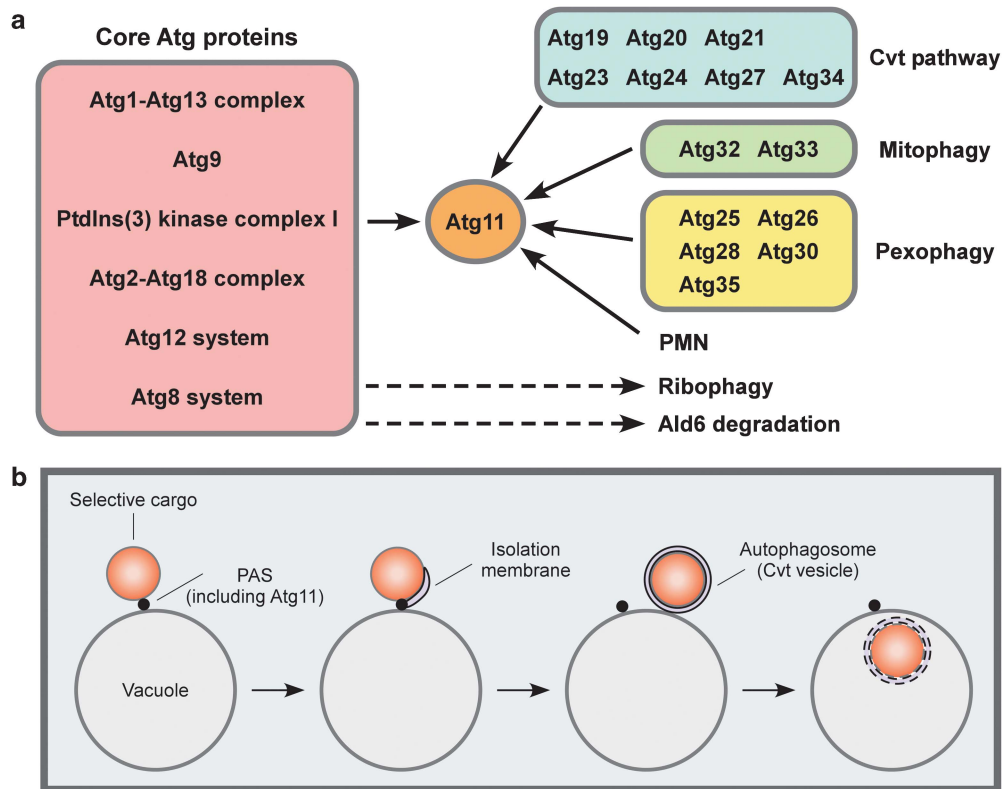 a
Core Atg proteins
Atg1-Atg13 complex
Atg9
PtdIns(3) kinase complex I
Atg2-Atg18 complex
Atg12 system
Atg8 system
Atg11
Atg19 Atg20 Atg21
Atg23 Atg24 Atg27 Atg34
Cvt pathway
Atg32 Atg33
Mitophagy
Atg25 Atg26
Atg28 Atg30
Atg35
Pexophagy
PMN
Ribophagy
Ald6 degradation
b
Selective cargo
PAS
(including Atg11)
Vacuole
Isolation
membrane
Autophagosome
(Cvt vesicle)